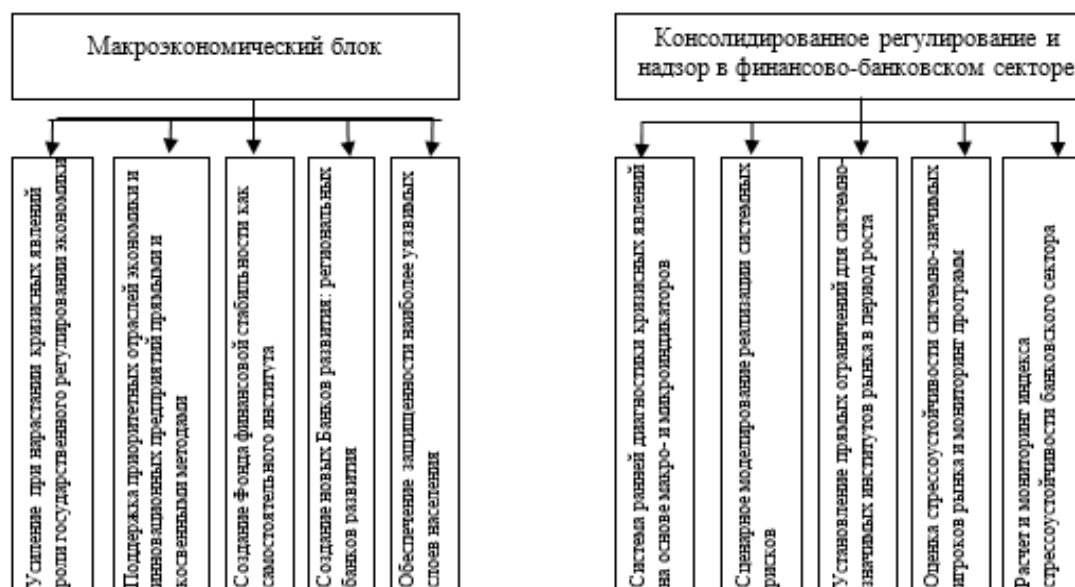 Макроэкономический блок
Усиление при нарастании кризисных явлений
роли государственного регулировании экономики
Поддержка приоритетных отраслей экономики и
инновационных предприятий прямыми и
косвенными методами
Создание Фонда финансовой стабильности как
самостоятельного института
Создание новых Банков развития: региональных
банков развития
Обеспечение защищенности наиболее уязвимых
слоев населения
Консолидированное регулирование и
надзор в финансово-банковском секторе
Система ранней диагностики кризисных явлений
на основе макро- и микроиндикаторов
Сценарное моделирование реализации системных
рисков
Установление прямых ограничений для системно-
значимых институтов рынка в период роста
Оценка стрессоустойчивости системно-значимых
игроков рынка и мониторинг программ
Расчет и мониторинг индекса
стрессоустойчивости банковского сектора